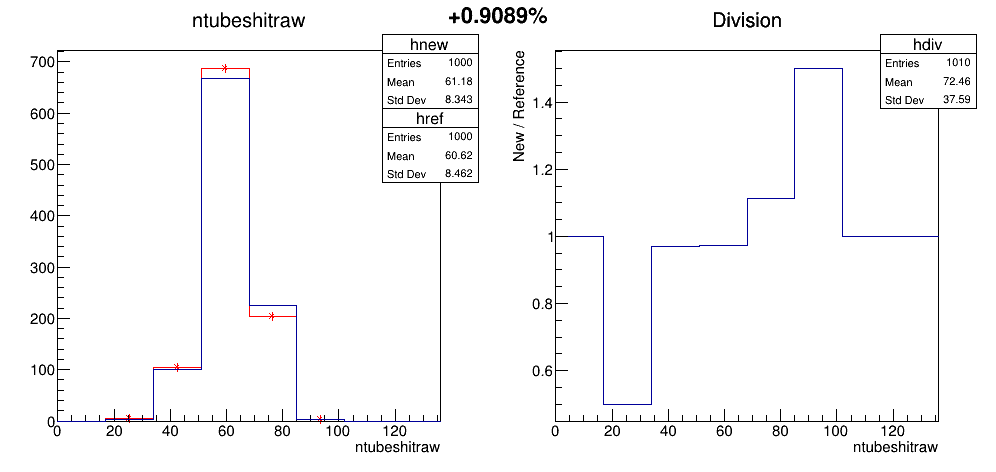 +0.9089%
ntubeshitraw
hnew
Entries 1000
Mean 61.18
Std Dev 8.343
href
Entries 1000
Mean 60.62
Std Dev 8.462
700
600
500
400
300
200
100
0
0 20 40 60 80 100 120
ntubeshitraw
Division
hdiv
Entries 1010
Mean 72.46
Std Dev 37.59
New / Reference
1.4
1.2
1
0.8
0.6
0 20 40 60 80 100 120
ntubeshitraw